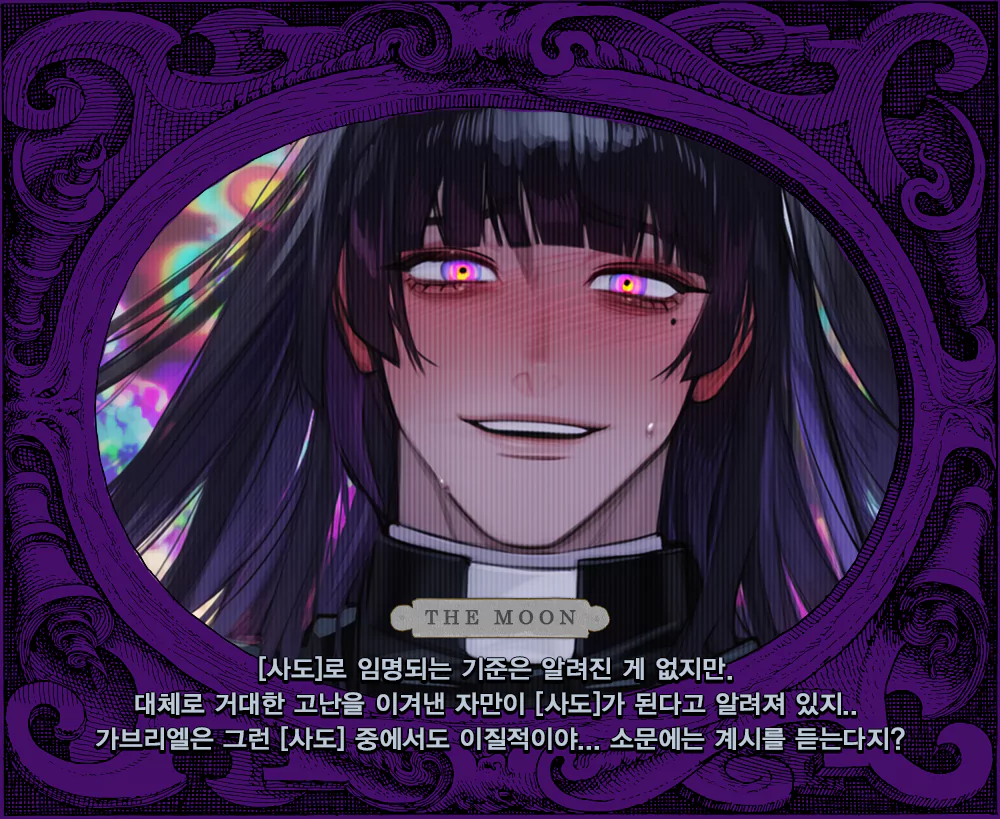 THE MOON
[사도]로 임명되는 기준은 알려진 게 없지만.
대체로 거대한 고난을 이겨낸 자만이 [사도]가 된다고 알려져 있지..
가브리엘은 그런 [사도] 중에서도 이질적이야... 소문에는 계시를 듣는다지?